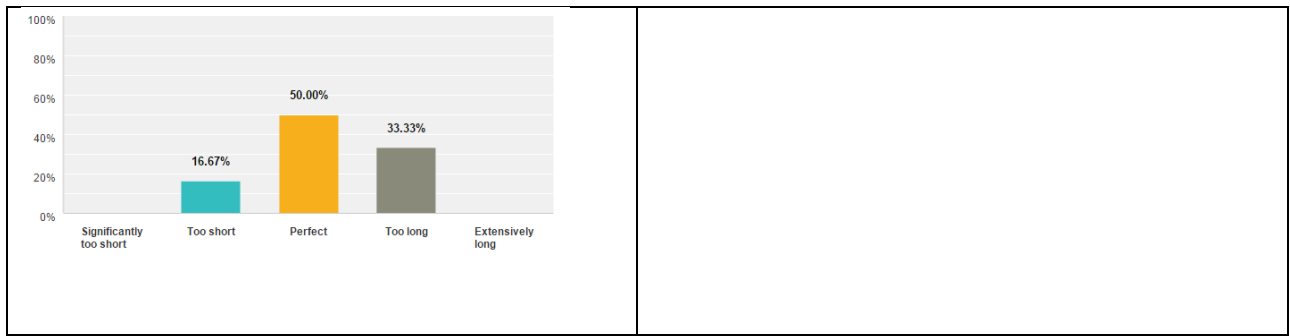 100%
80%
60%
40%
20%
0%
16.67%
50.00%
33.33%
Significantly
too short
Too short
Perfect
Too long
Extensively
long